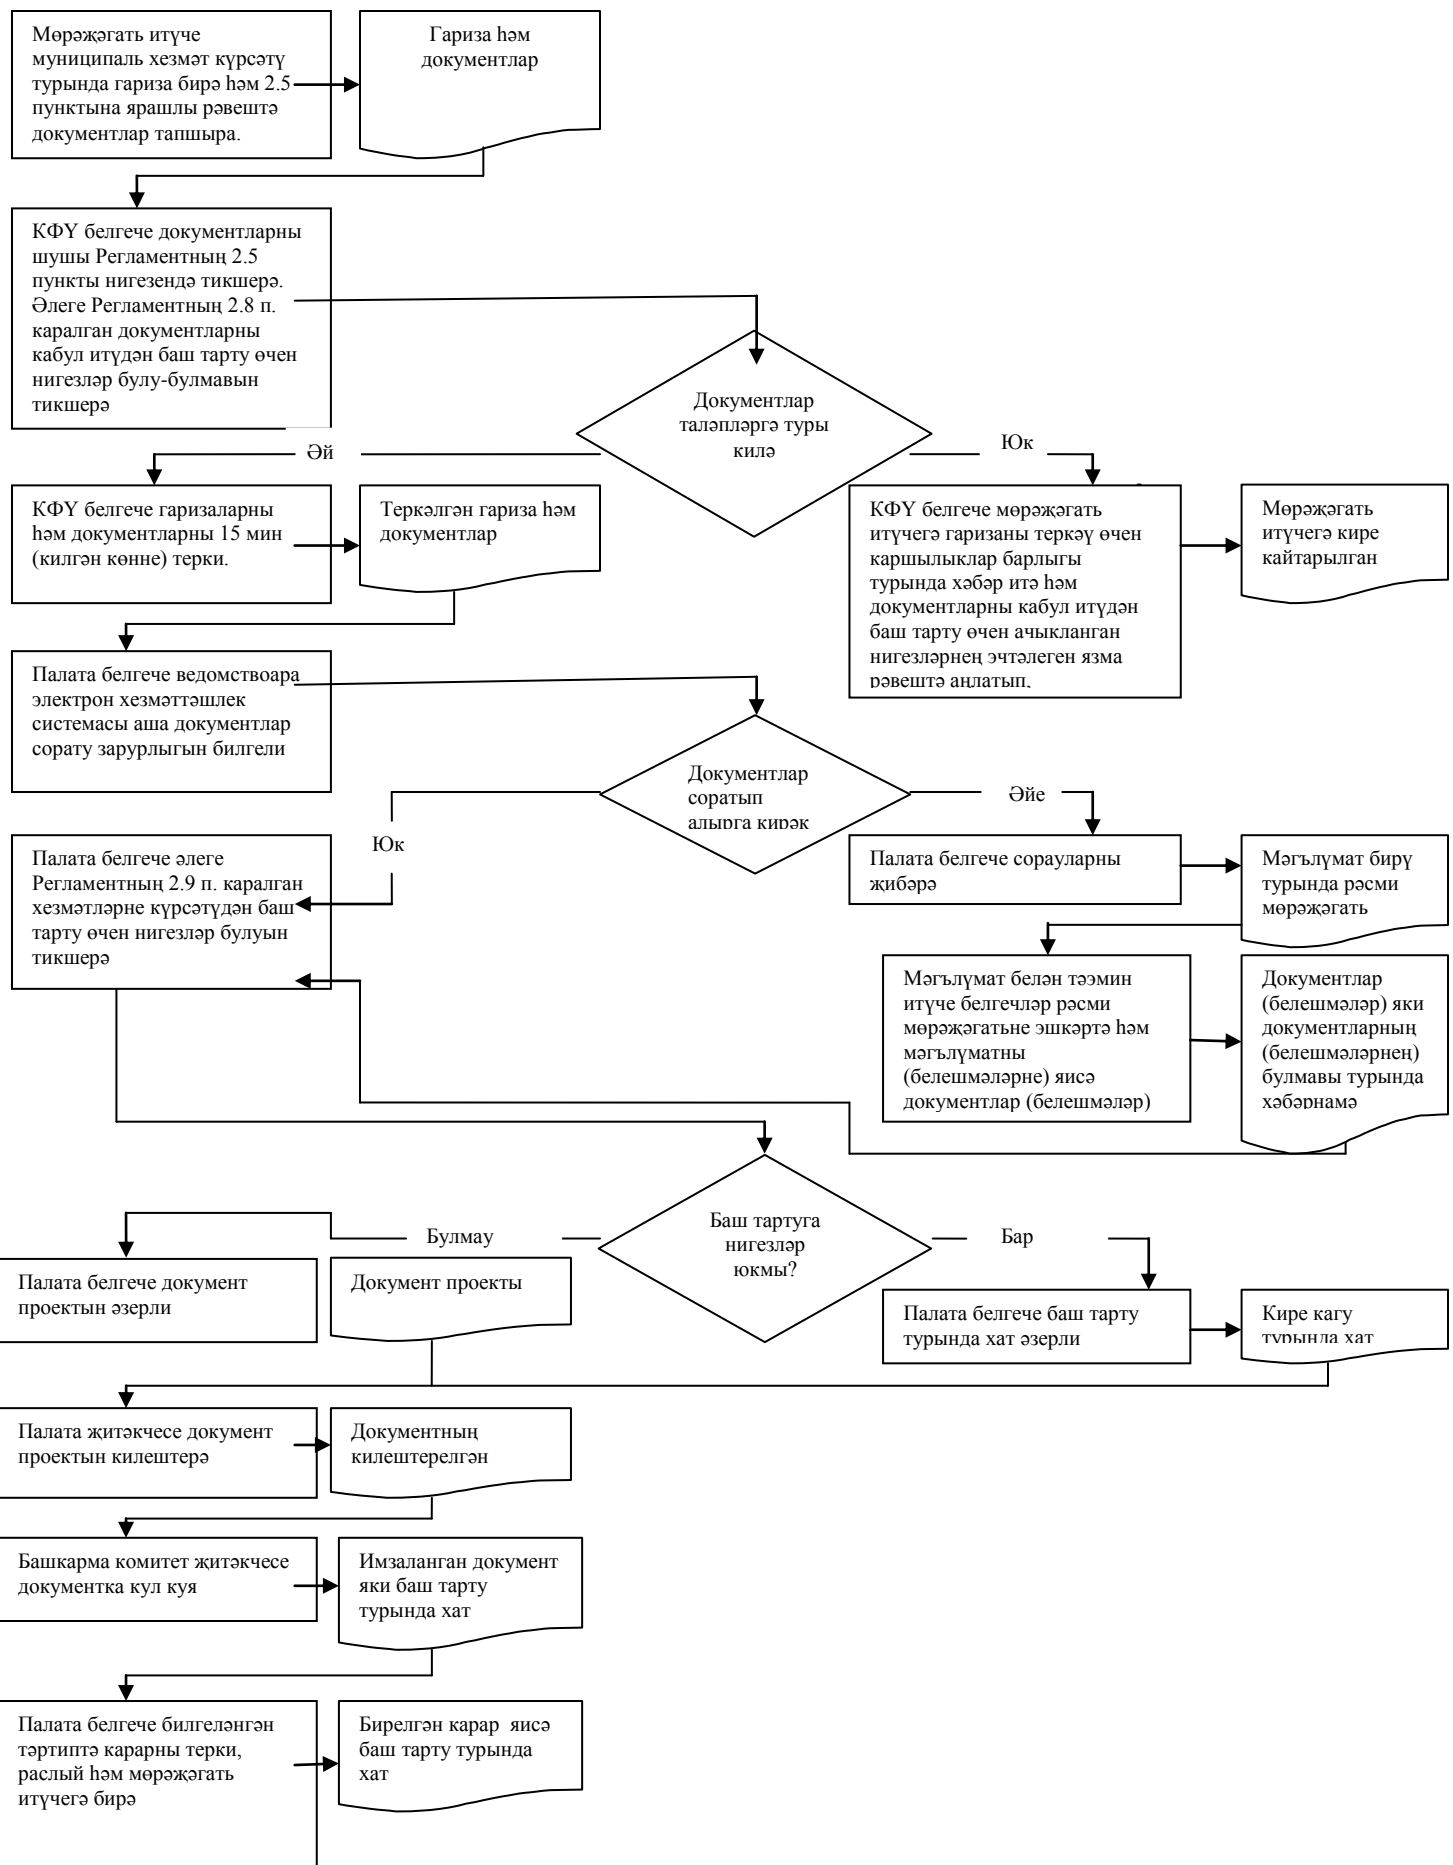 Мөрәҗәгать итүче
муниципаль хезмәт күрсәтү
турында гариза бирә һәм 2.5
пунктына ярашлы рәвештә
документлар тапшыра.
Гариза һәм
документлар
КФҮ белгече документларны
шушы Регламентның 2.5
пункты нигезендә тикшерә.
Әлеге Регламентның 2.8 п.
каралган документларны
кабул итүдән баш тарту өчен
нигезләр булу-булмавын
тикшерә
Документлар
таләпләргә туры
килә
Әй
Юк
КФҮ белгече гаризаларны
һәм документларны 15 мин
(килгән көнне) терки.
Теркәлгән гариза һәм
документлар
КФҮ белгече мөрәҗәгать
итүчегә гаризаны теркәү өчен
каршылыклар барлыгы
турында хәбәр итә һәм
документларны кабул итүдән
баш тарту өчен ачыкланган
нигезләрнең эчтәлеген язма
рәвештә аңлатып,
Мөрәҗәгать
итүчегә кире
кайтарылган
Палата белгече ведомствоара
электрон хезмәттәшлек
системасы аша документлар
сорату зарурлыгын билгели
Документлар
соратып
алырга кирәк
Әйе
Юк
Палата белгече әлеге
Регламентның 2.9 п. каралган
хезмәтләрне күрсәтүдән баш
тарту өчен нигезләр булуын
тикшерә
Палата белгече сорауларны
җибәрә
Мәгълүмат бирү
турында рәсми
мөрәҗәгать
Мәгълүмат белән тәэмин
итүче белгечләр рәсми
мөрәҗәгатьне эшкәртә һәм
мәгълүматны
(белешмәләрне) яисә
документлар (белешмәләр)
Документлар
(белешмәләр) яки
документларның
(белешмәләрнең)
булмавы турында
хәбәрнамә
Баш тартуга
нигезләр
юкмы?
Булмау
Бар
Палата белгече документ
проектын әзерли
Документ проекты
Палата белгече баш тарту
турында хат әзерли
Кире кагу
турында хат
Палата җитәкчесе документ
проектын килештерә
Документның
килештерелгән
Башкарма комитет җитәкчесе
документка кул куя
Имзаланган документ
яки баш тарту
турында хат
Палата белгече билгеләнгән
тәртиптә карарны терки,
раслый һәм мөрәҗәгать
итүчегә бирә
Бирелгән карар  яисә
баш тарту турында
хат